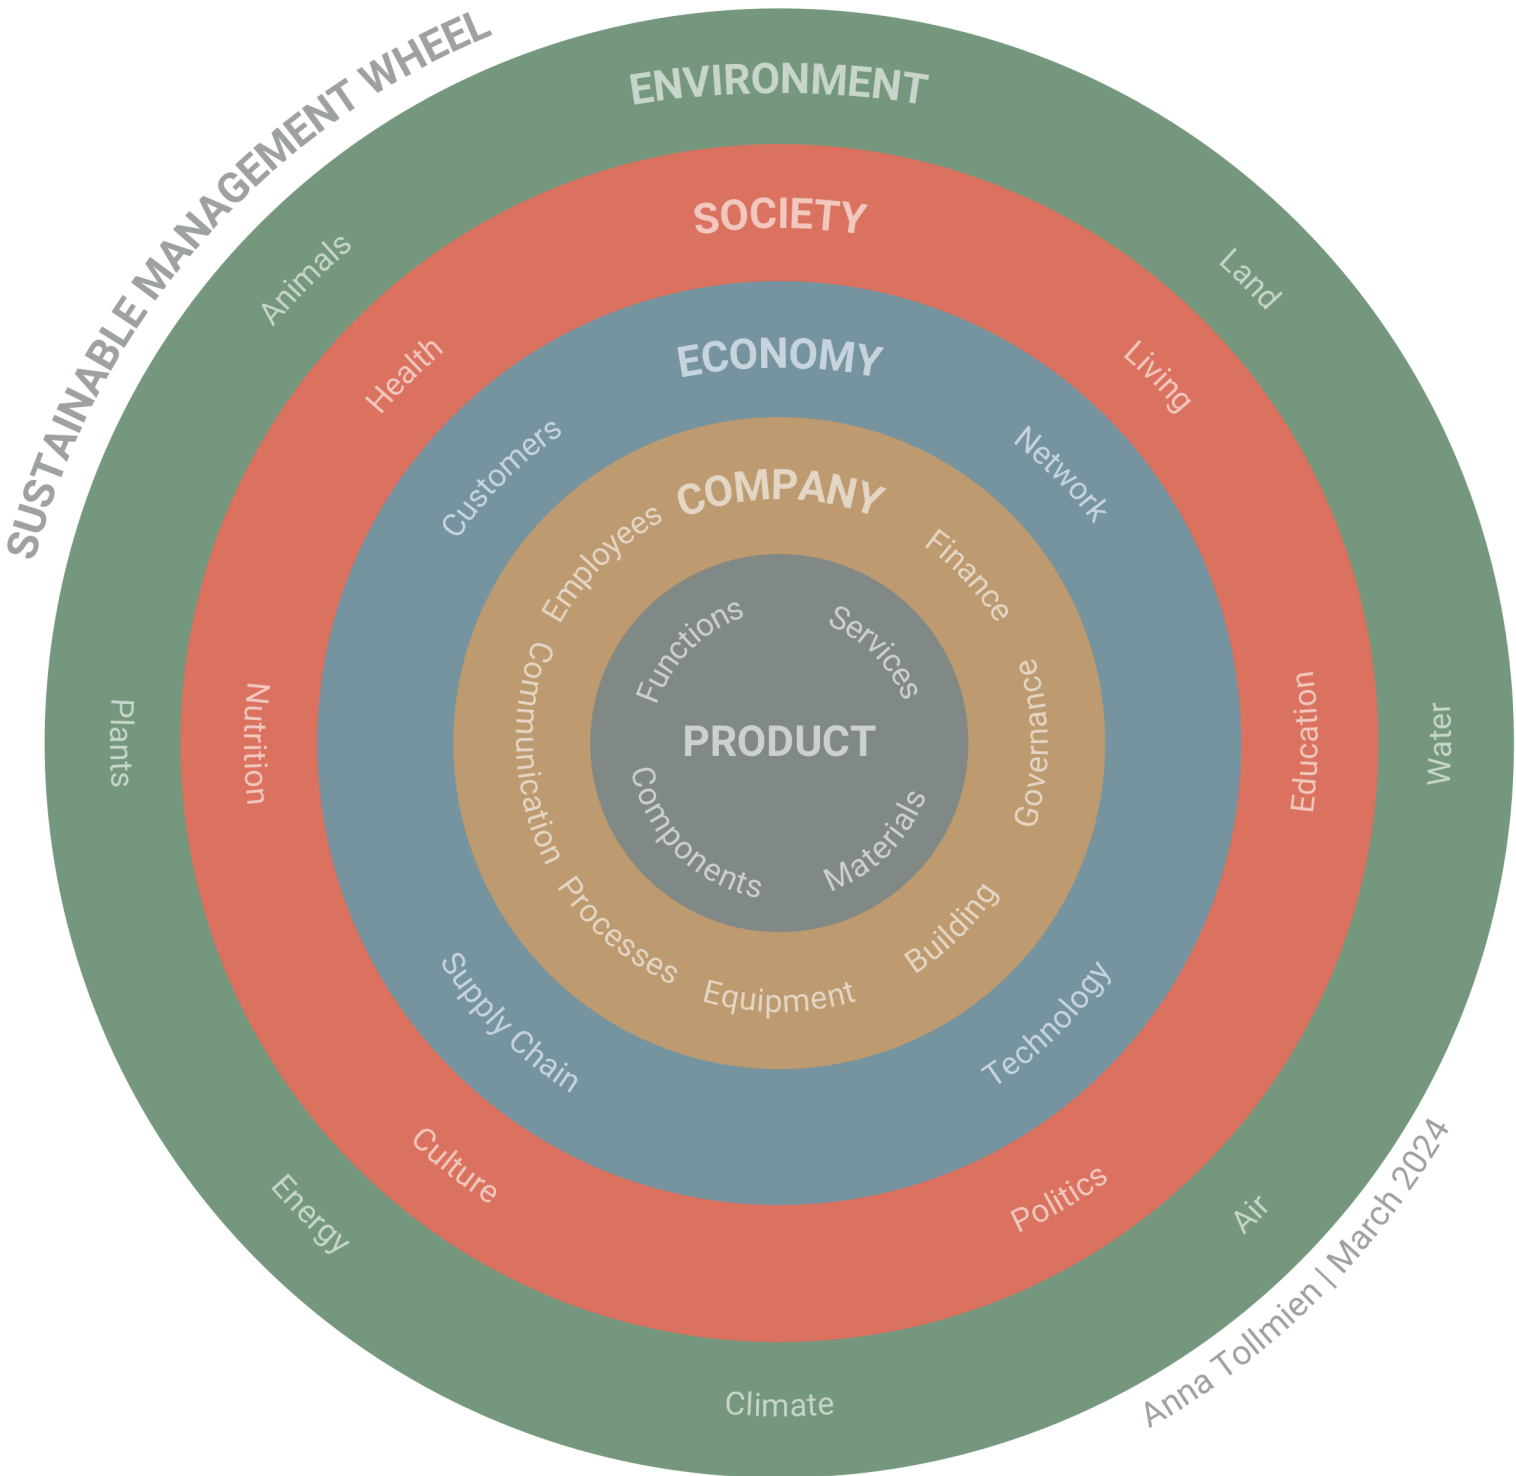 SUSTAINABLE MANAGEMENT WHEEL
ENVIRONMENT
Animals
Land
Plants
Water
Energy
Air
Climate
SOCIETY
Health
Living
Nutrition
Education
Culture
Politics
ECONOMY
Customers
Network
Supply Chain
Technology
COMPANY
Employees
Finance
Communication
Governance
Processes
Building
Equipment
Functions
Services
PRODUCT
Components
Materials
Anna Tollmien | March 2024